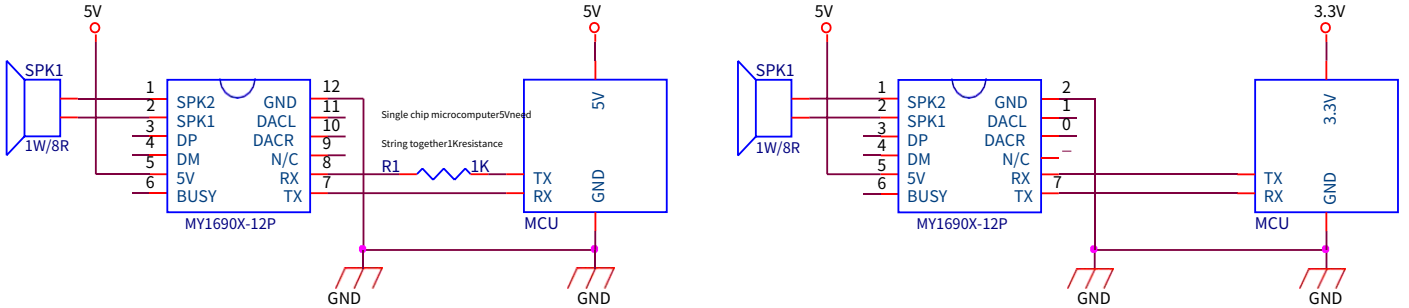 5V
5V
SPK1
1
2
3
4
5
6
SPK2
SPK1
DP
DM
5V
BUSY
GND
DACL
DACR
N/C
RX
TX
12
11
10
9
8
7
1W/8R
MY1690X-12P
Single chip microcomputer5Vneed
String together1Kresistance
R1
1K
5V
TX
RX
GND
MCU
GND
GND
5V
3.3V
SPK1
1
2
3
4
5
6
SPK2
SPK1
DP
DM
5V
BUSY
GND
DACL
DACR
N/C
RX
TX
2
1
0
7
1W/8R
MY1690X-12P
3.3V
TX
RX
GND
MCU
GND
GND